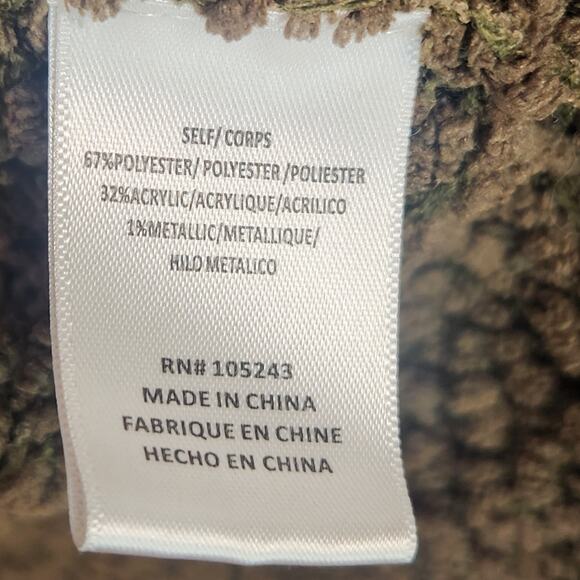 SELF/ CORPS
67%POLYESTER/ POLYESTER /POLIESTER
32%ACRYLIC/ACRYLIQUE/ACRILICO
1%METALLIC/METALLIQUE/
HILO METALICO
RN# 105243
MADE IN CHINA
FABRIQUE EN CHINE
HECHO EN CHINA